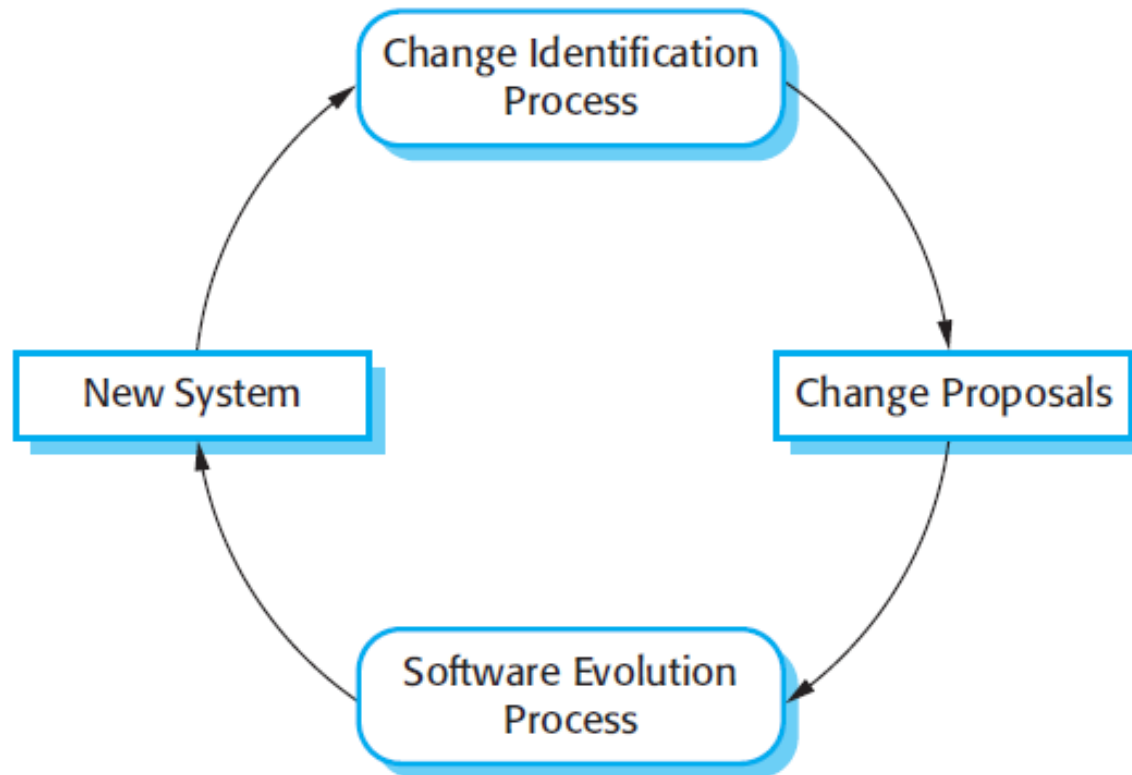 Change Identification
Process
New System
Change Proposals
Software Evolution
Process